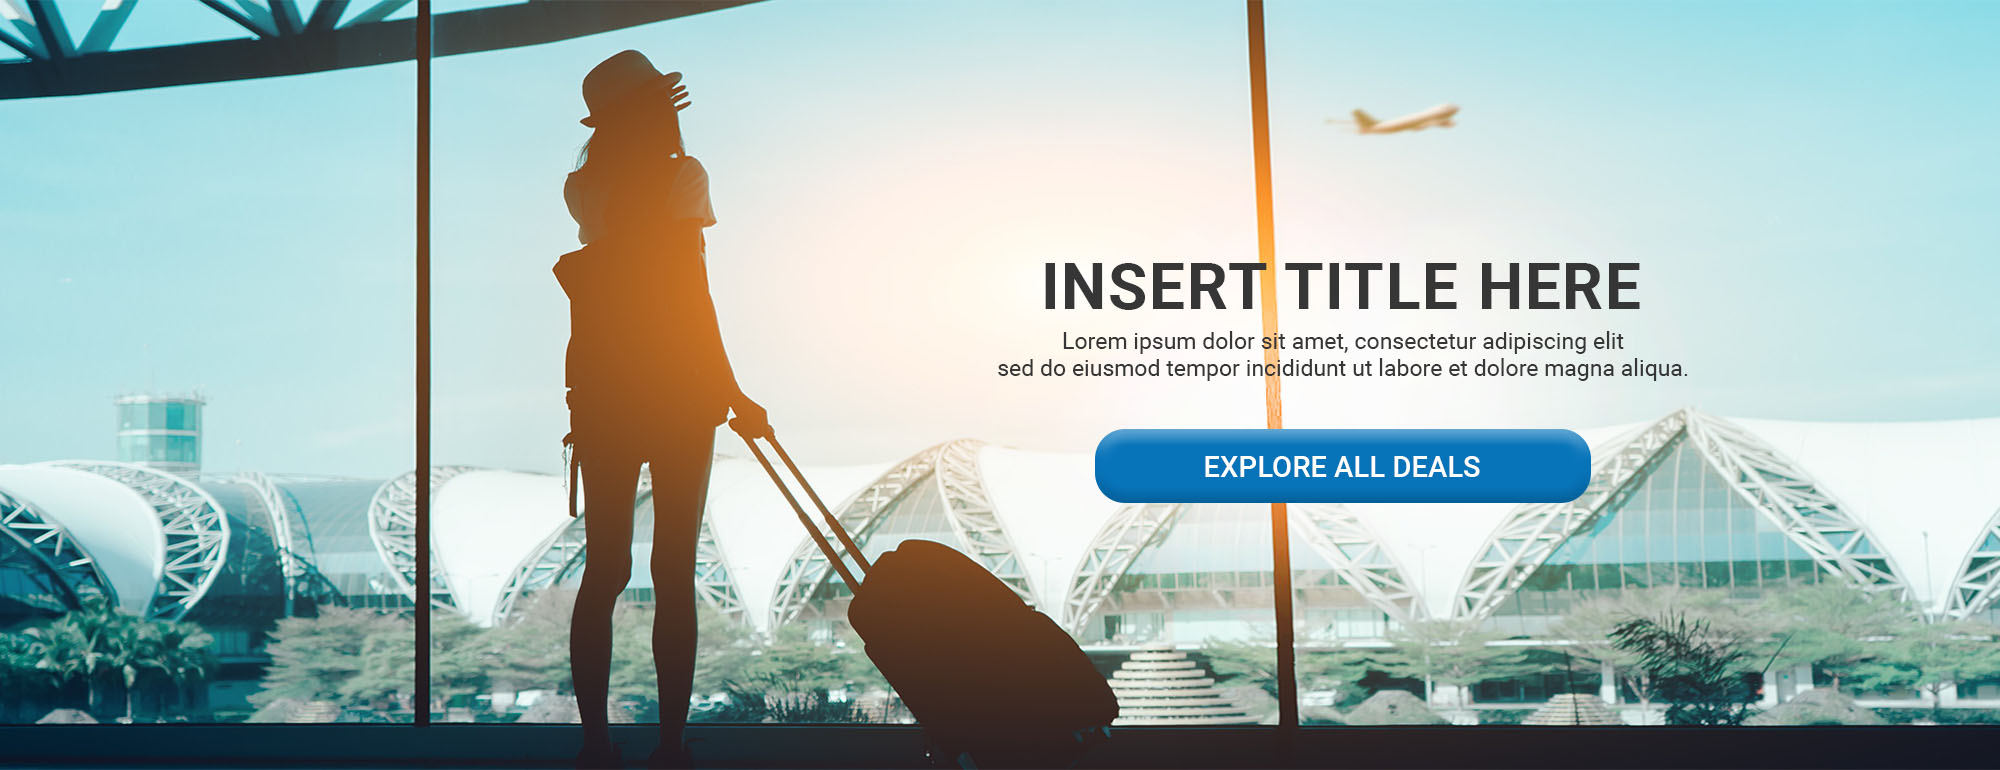 INSERT TITLE HERE
Lorem ipsum dolor sit amet, consectetur adipiscing elit
sed do eiusmod tempor incididunt ut labore et dolore magna aliqua.
EXPLORE ALL DEALS